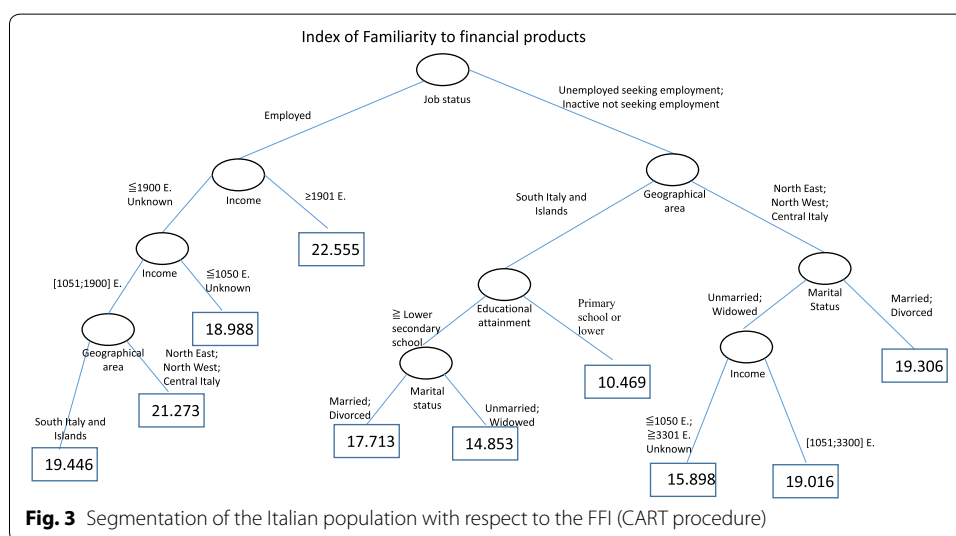 Index of Familiarity to financial products
Job status
Employed
Unemployed seeking employment;
Inactive not seeking employment
Income
Geographical
area
≦1900 E.
Unknown
≥1901 E.
South Italy and
Islands
North East;
North West;
Central Italy
22.555
Income
[1051;1900] E.
≦1050 E.
Unknown
Educational
attainment
Marital
Status
Unmarried;
Widowed
Married;
Divorced
≧ Lower
secondary
school
Primary
school or
lower
18.988
Geographical
area
North East;
North West;
Central Italy
Income
19.306
10.469
Marital
status
21.273
Married;
Divorced
Unmarried;
Widowed
South Italy and
Islands
17.713
14.853
≦1050 E.;
≧3301 E.
Unknown
[1051;3300] E.
19.446
15.898
19.016
Fig. 3 Segmentation of the Italian population with respect to the FFI (CART procedure)